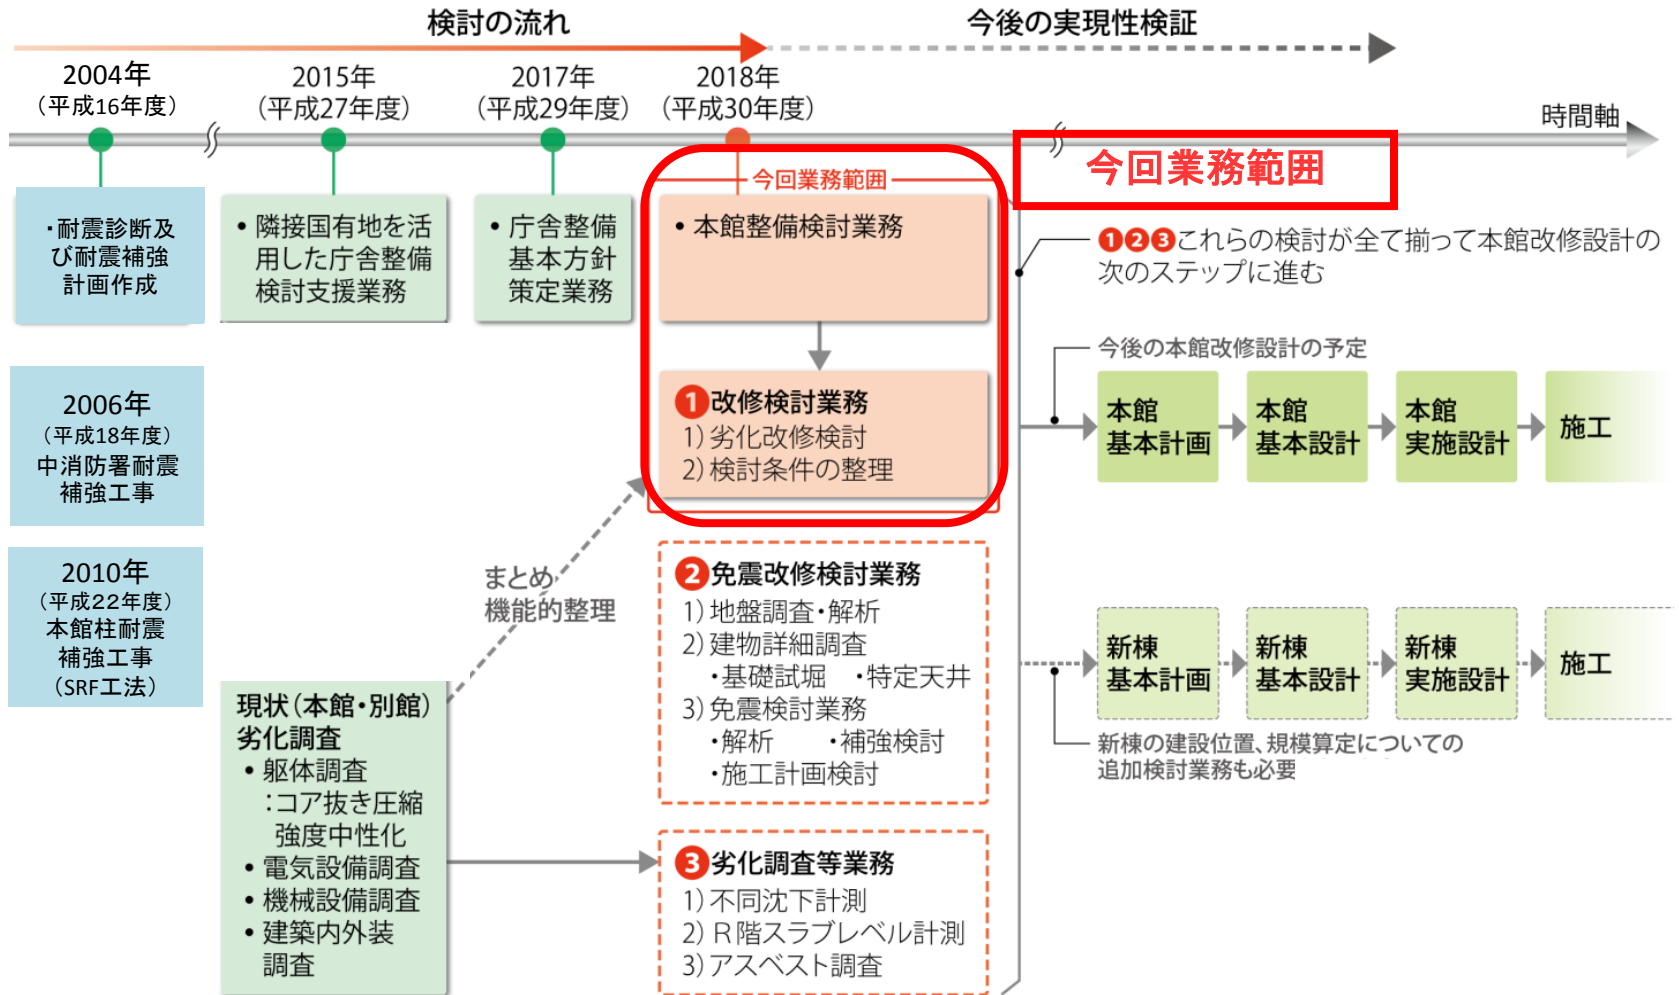 検討の流れ
今後の実現性検証
2004年
（平成16年度）
2015年
（平成27年度）
2017年
（平成29年度）
2018年
（平成30年度）
時間軸
今回業務範囲
今回業務範囲
・耐震診断及
び耐震補強
計画作成
• 隣接国有地を活
用した庁舎整備
検討支援業務
• 庁舎整備
基本方針
策定業務
• 本館整備検討業務
❶❷❸これらの検討が全て揃って本館改修設計の
次のステップに進む
2006年
（平成18年度）
中消防署耐震
補強工事
❶改修検討業務
1）劣化改修検討
2）検討条件の整理
今後の本館改修設計の予定
本館
基本計画
本館
基本設計
本館
実施設計
施工
2010年
（平成２２年度）
本館柱耐震
補強工事
（SRF工法）
まとめ
機能的整理
❷免震改修検討業務
1）地盤調査・解析
2）建物詳細調査
・基礎試堀　・特定天井
3）免震検討業務
・解析　・補強検討
・施工計画検討
新棟
基本計画
新棟
基本設計
新棟
実施設計
施工
新棟の建設位置、規模算定についての
追加検討業務も必要
現状（本館・別館）
劣化調査
• 躯体調査
：コア抜き圧縮
強度中性化
• 電気設備調査
• 機械設備調査
• 建築内外装
調査
❸劣化調査等業務
1）不同沈下計測
2）R階スラブレベル計測
3）アスベスト調査